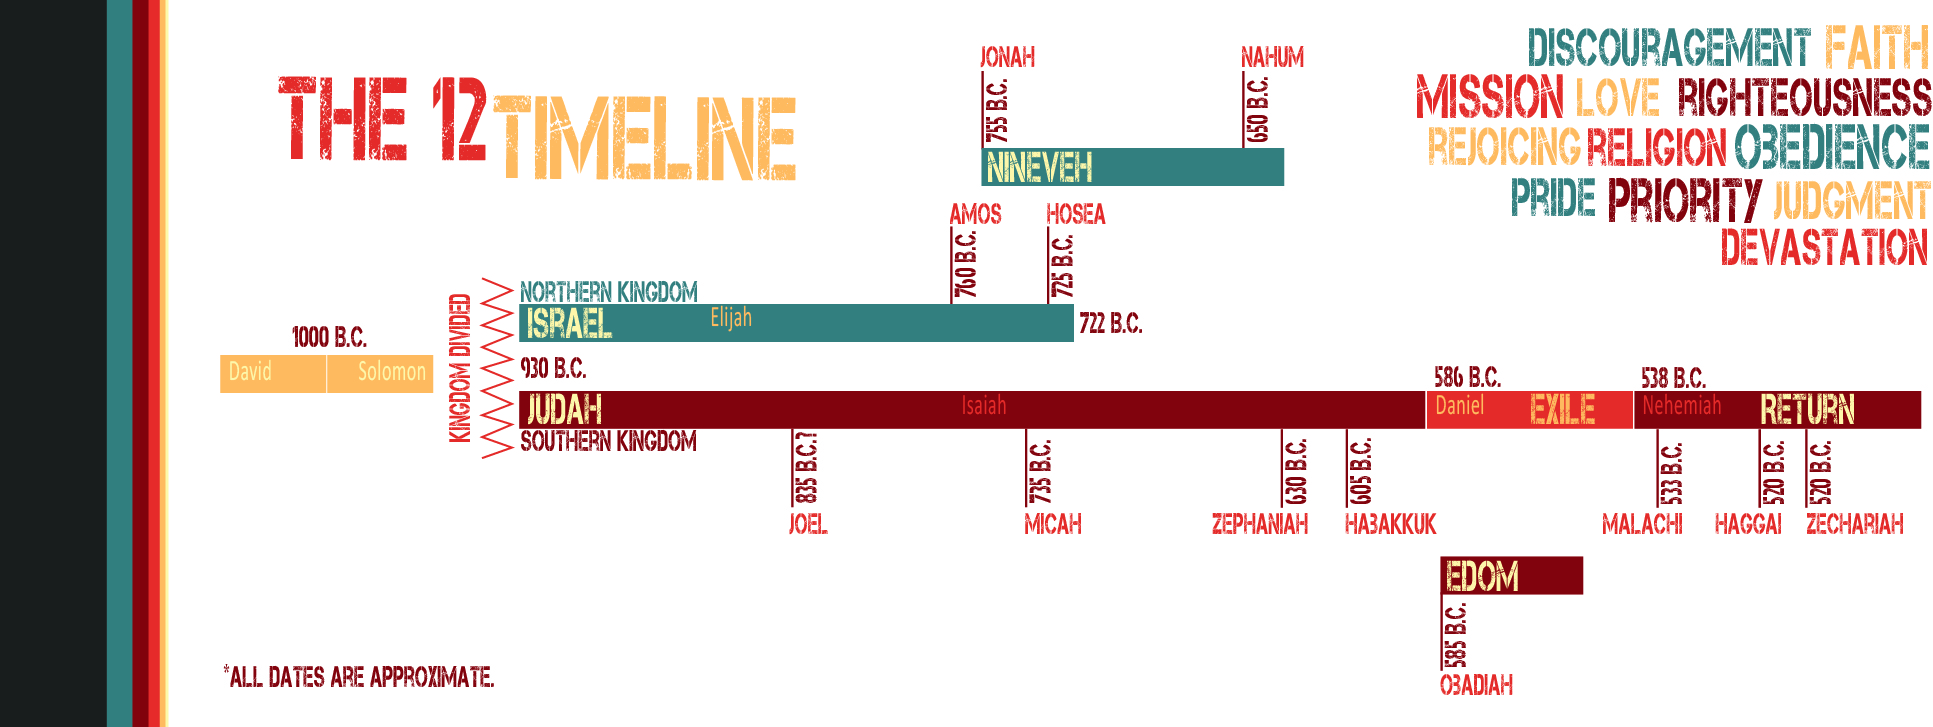 THE 12 TIMELINE
DISCOURAGEMENT FAITH
MISSION LOVE RIGHTEOUSNESS
REJOICING RELIGION OBEDIENCE
PRIDE PRIORITY JUDGMENT
DEVASTATION
JONAH
755 B.C.
NAHUM
650 B.C.
NINEVEH
AMOS
760 B.C.
HOSEA
725 B.C.
KINGDOM DIVIDED
NORTHERN KINGDOM
ISRAEL Elijah
722 B.C.
1000 B.C.
David Solomon
930 B.C.
586 B.C.
538 B.C.
JUDAH Isaiah Daniel EXILE Nehemiah RETURN
SOUTHERN KINGDOM
835 B.C.?
JOEL
735 B.C.
MICAH
630 B.C.
ZEPHANIAH
605 B.C.
HABAKKUK
533 B.C.
MALACHI
520 B.C.
HAGGAI
520 B.C.
ZECHARIAH
EDOM
585 B.C.
OBADIAH
*ALL DATES ARE APPROXIMATE.